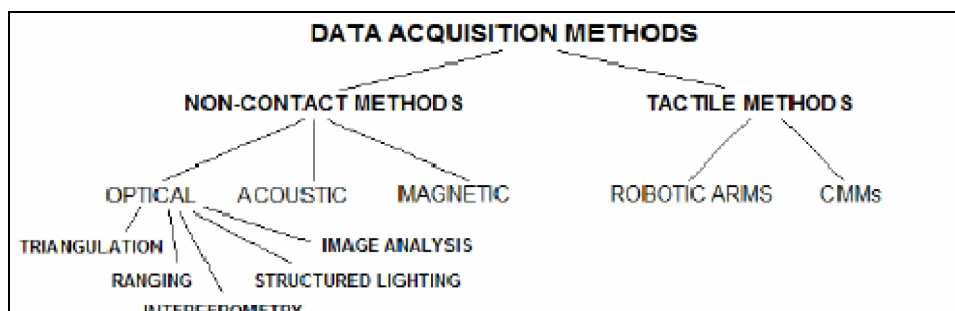 DATA ACQUISITION METHODS
NON-CONTACT METHODS TACTILE METHODS
OPTICAL ACOUSTIC MAGNETIC ROBOTIC ARMS CMMs
TRIANGULATION IMAGE ANALYSIS
RANGING STRUCTURED LIGHTING
INTERFEROMETRY